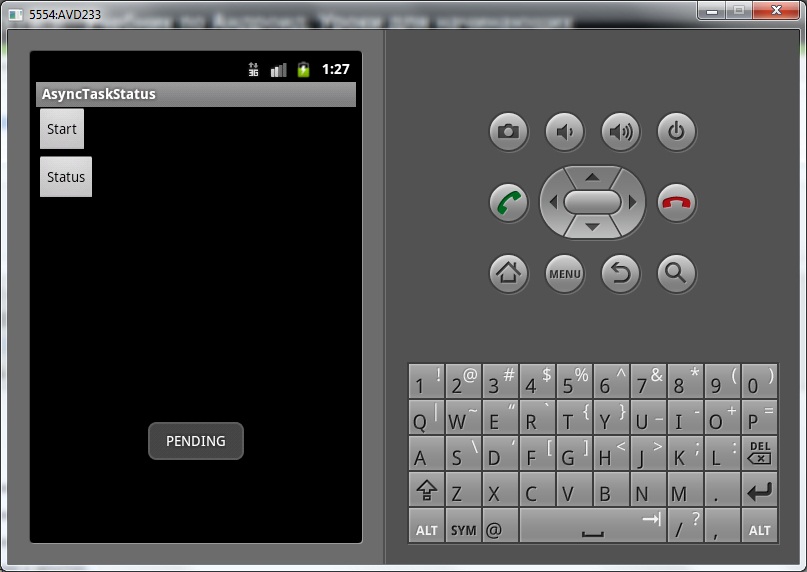 5554:AVD233
3G 1:27
AsyncTaskStatus
Start
Status
PENDING
MENU
1 ! 2 @ 3 # 4 $ 5 % 6 ^ 7 & 8 * 9 ( 0 )
Q | W ~ E “ R ` T { Y } U _ I - O + P =
A S \ D ‘ F [ G ] H < J > K ; L : DEL
Z X C V B N M .
ALT SYM @ / ? , ALT